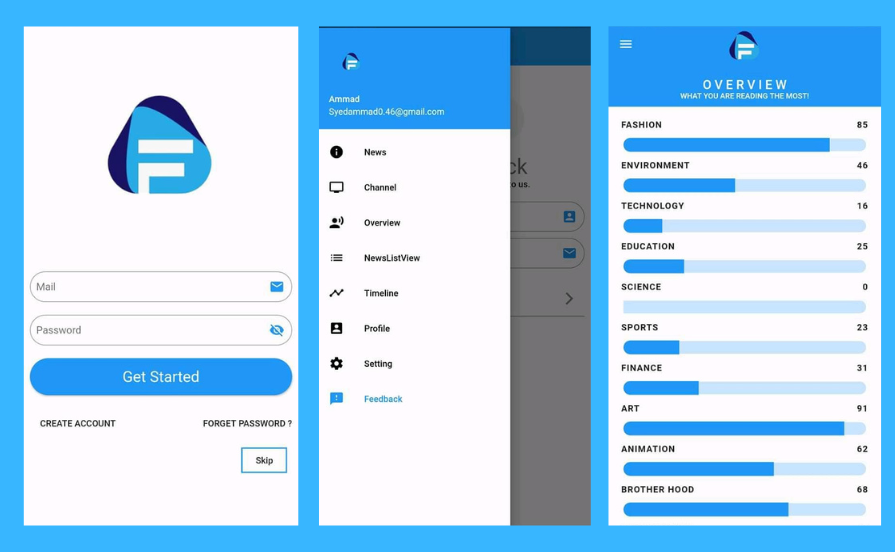 F
Mail
Password
Get Started
CREATE ACCOUNT
FORGET PASSWORD ?
Skip
F
Ammad
Syedammad0.46@gmail.com
News
Channel
Overview
NewsListView
Timeline
Profile
Setting
Feedback
ck
o us.
F
OVERVIEW
WHAT YOU ARE READING THE MOST!
FASHION 85
ENVIRONMENT 46
TECHNOLOGY 16
EDUCATION 25
SCIENCE 0
SPORTS 23
FINANCE 31
ART 91
ANIMATION 62
BROTHER HOOD 68